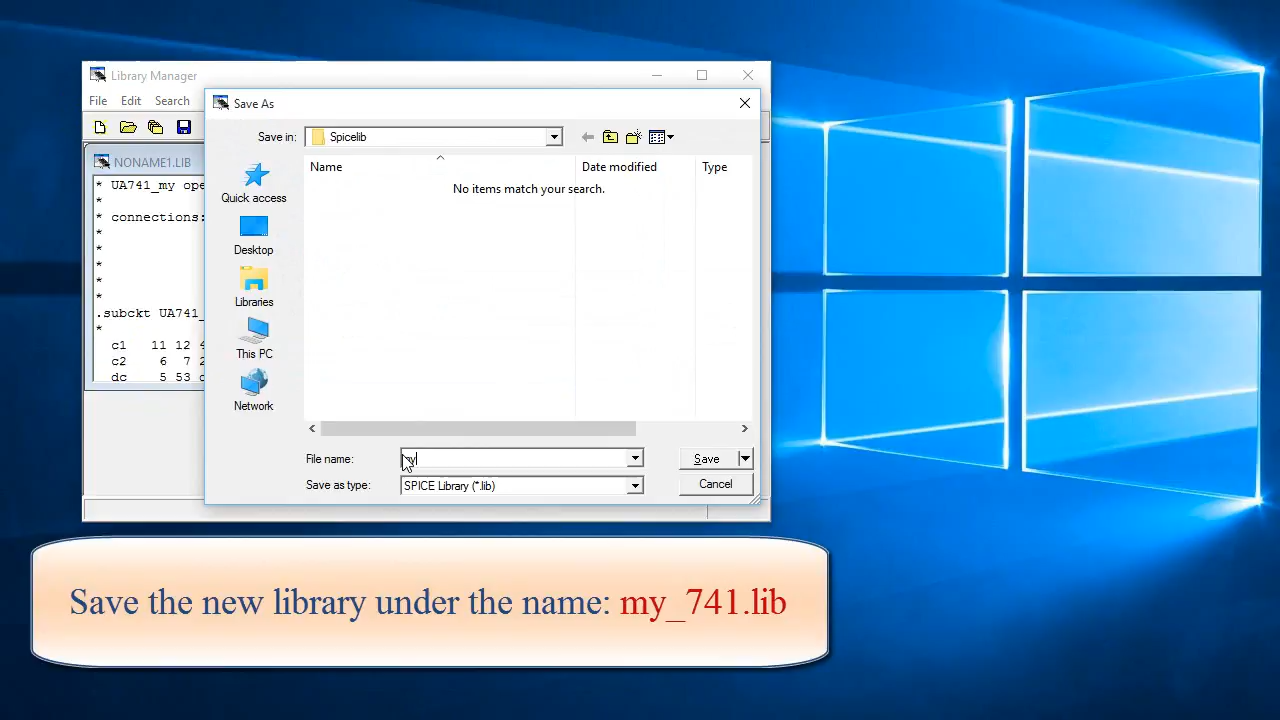 Library Manager
File Edit Search
Save As
Save in: Spicelib
NONAME1.LIB
Name Date modified Type
No items match your search.
* UA741_my ope
*
* connections:
*
*
*
*
*
.subckt UA741_
*
c1 11 12 4
c2 6 7 2
dc 5 53 d
Quick access
Desktop
Libraries
This PC
Network
File name: my Save
Save as type: SPICE Library (*.lib) Cancel
Save the new library under the name: my_741.lib